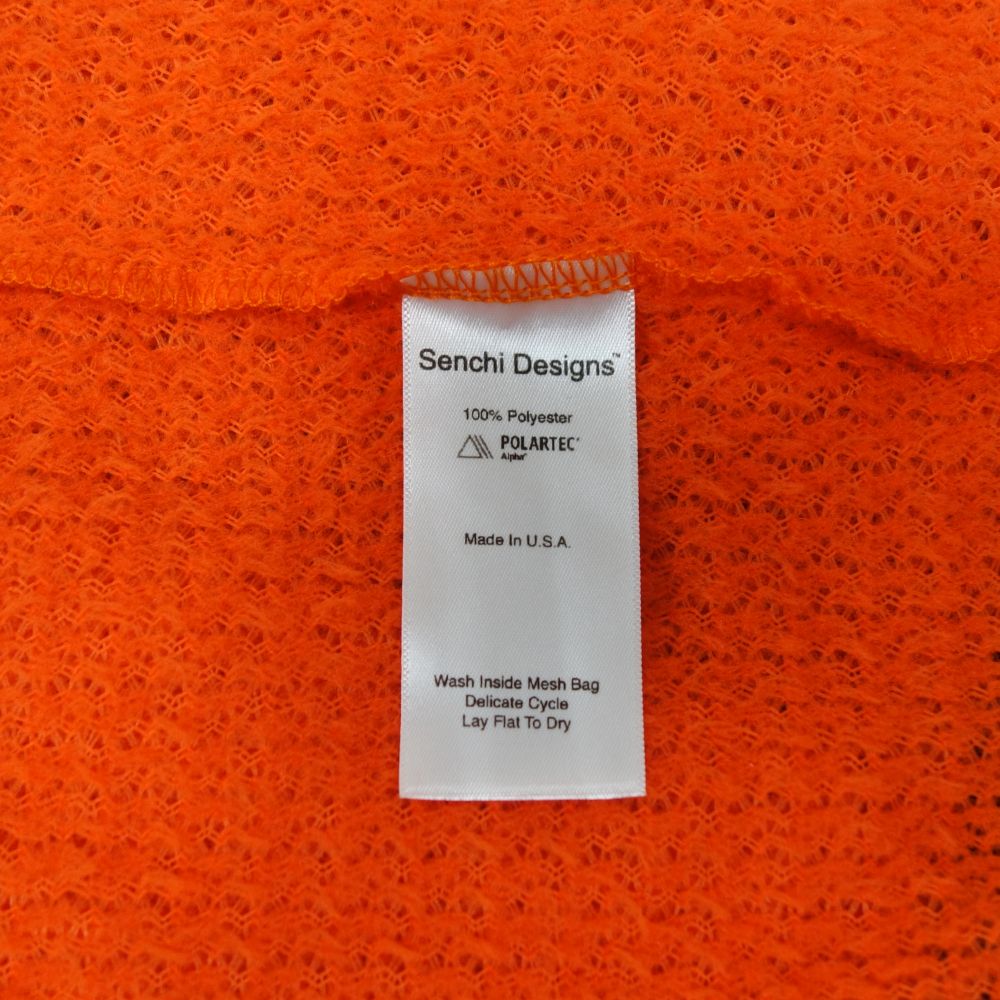 Senchi Designs™
100% Polyester
POLARTEC®
Alpha®
Made In U.S.A.
Wash Inside Mesh Bag
Delicate Cycle
Lay Flat To Dry